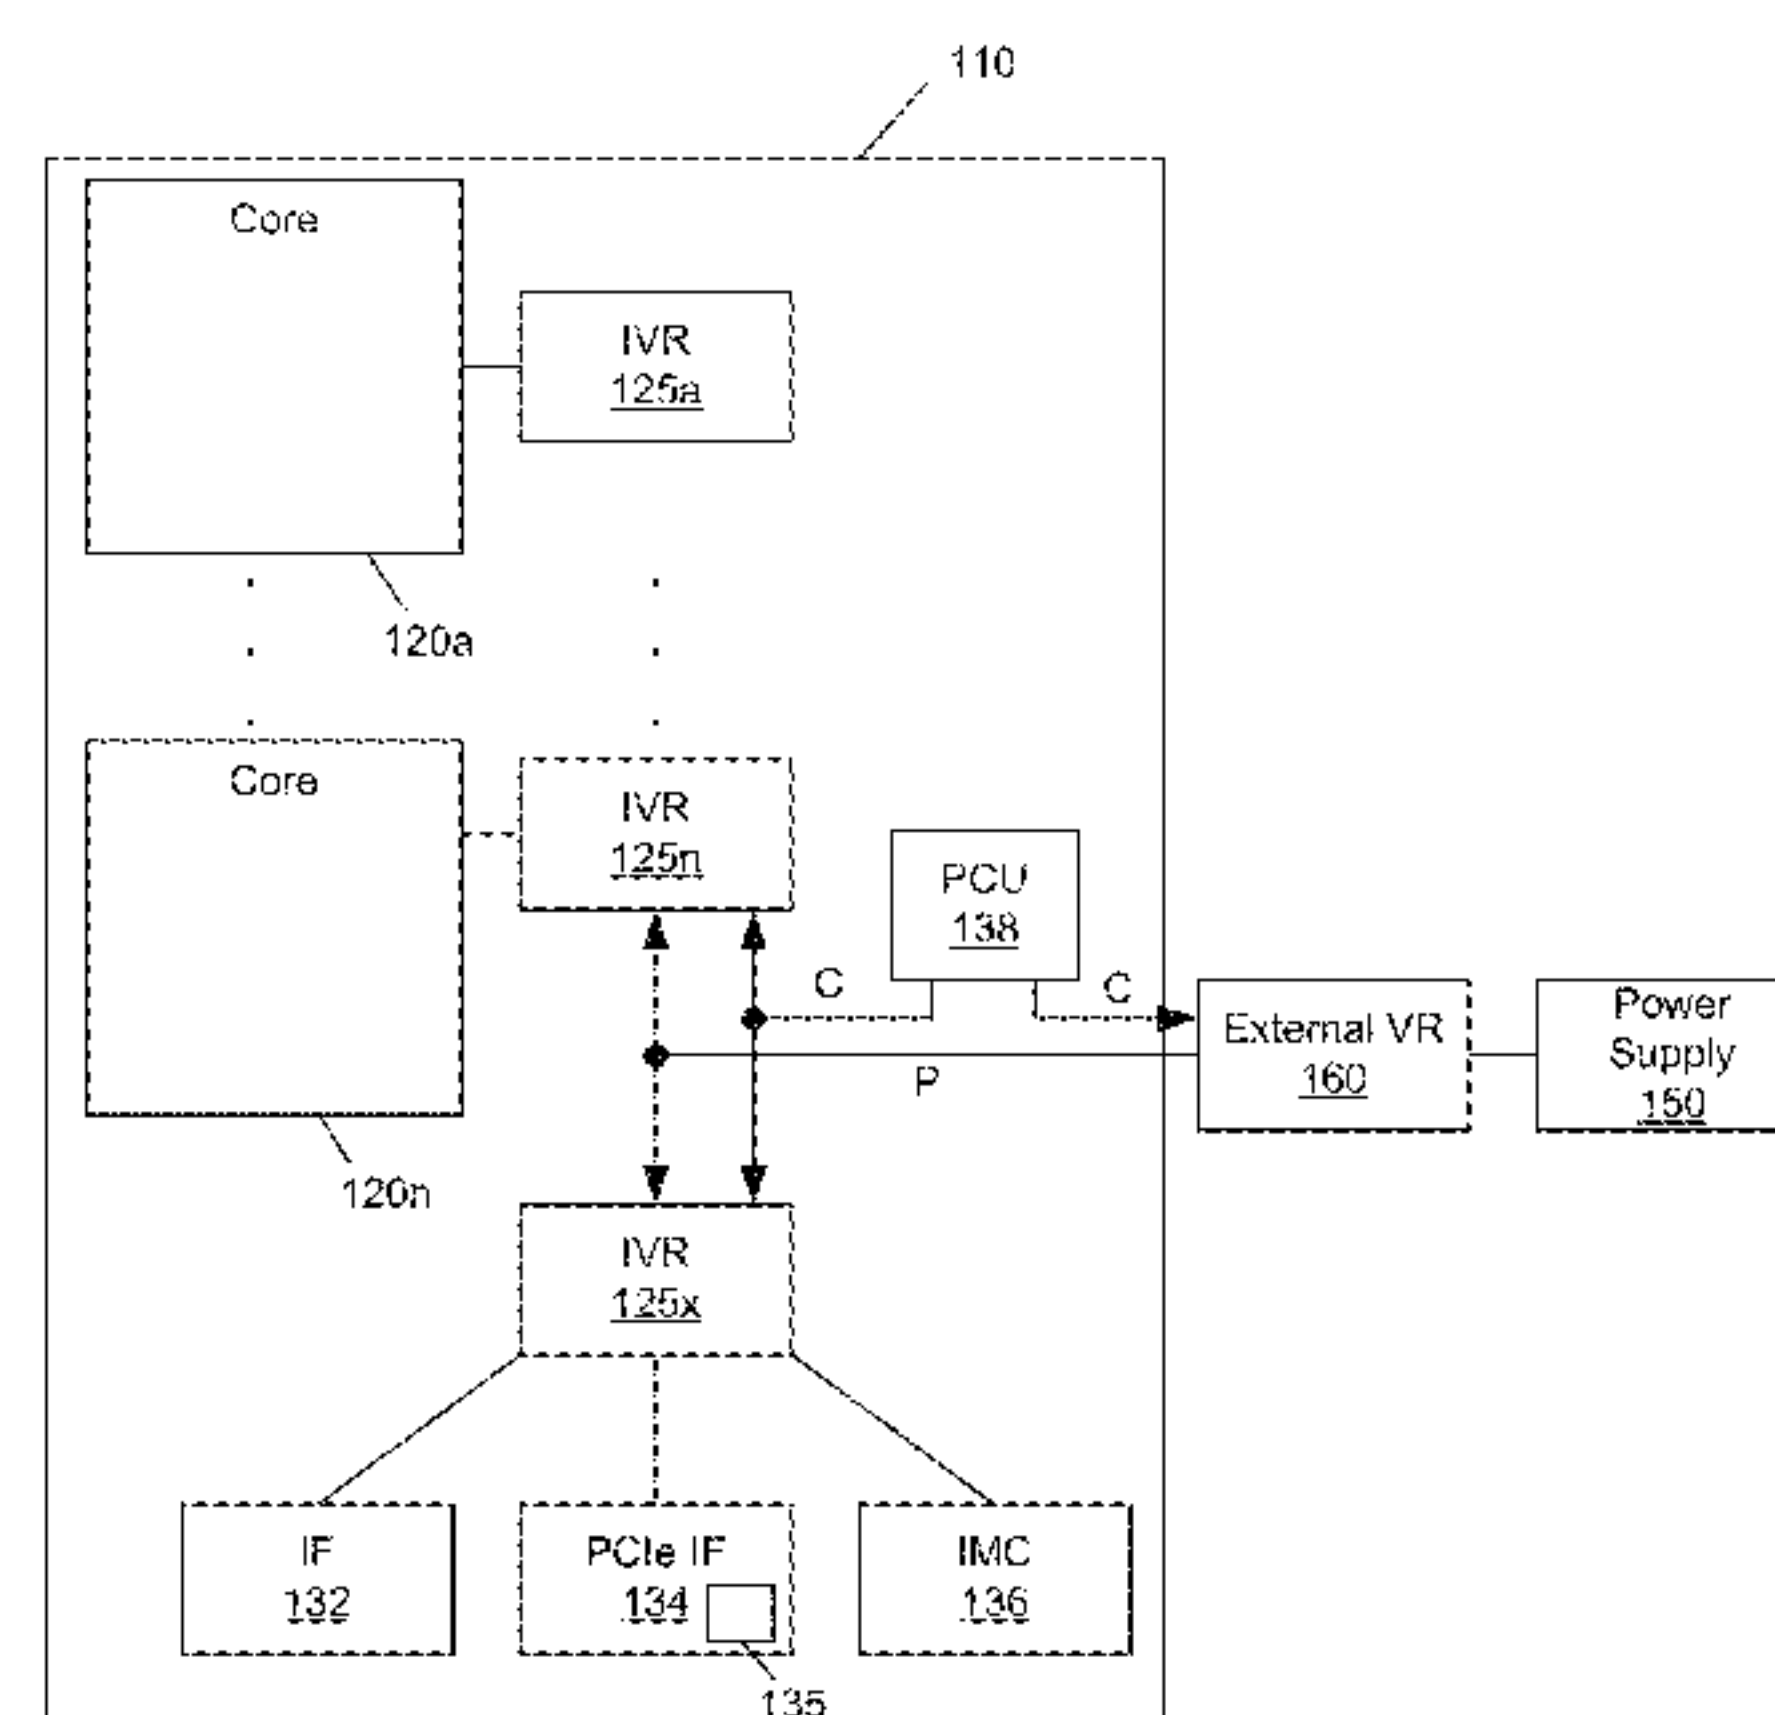 110
Core
IVR
125a
120a
Core
IVR
125n
PCU
138
C
C
External VR
160
Power
Supply
150
P
120n
IVR
125x
IF
132
PCIe IF
134
IMC
136
135